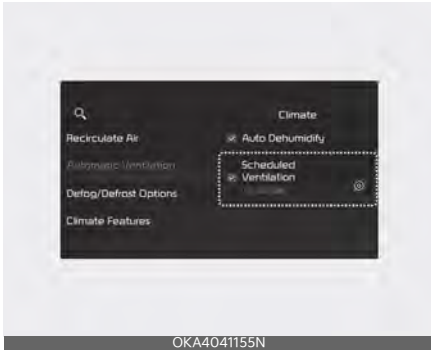 Climate
Recirculate Air
Auto Dehumidify
Automatic Ventilation
Scheduled
Ventilation
Defog/Defrost Options
Climate Features
OKA4041155N